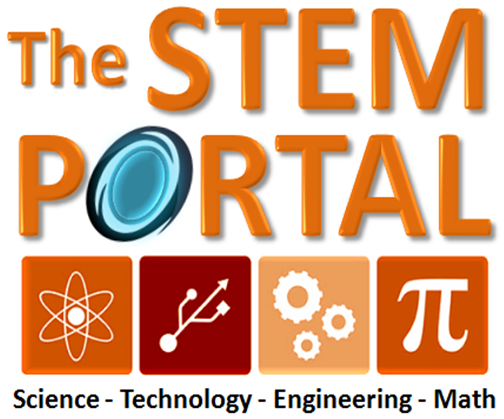 The STEM
PORTAL
π
Science - Technology - Engineering - Math